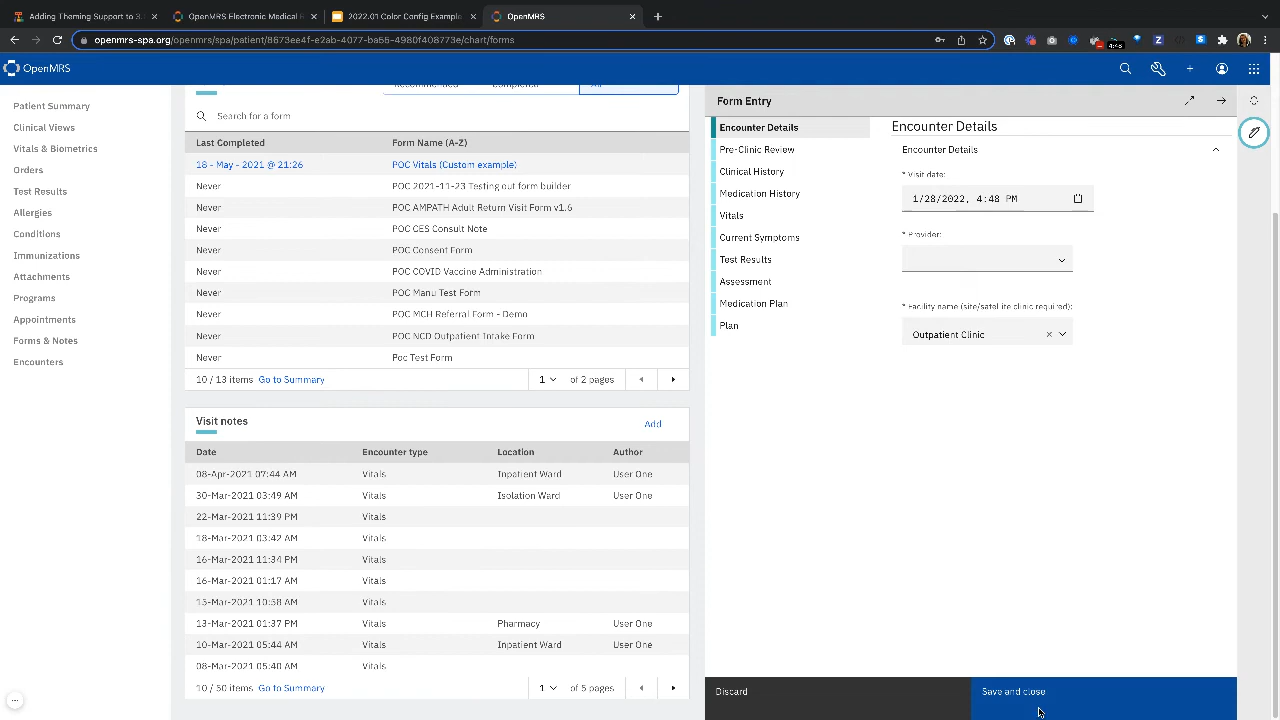 Adding Theming Support to 3.
OpenMRS Electronic Medical R
2022.01 Color Config Example
OpenMRS
openmrs-spa.org/openmrs/spa/patient/8673ee4f-e2ab-4077-ba55-4980f408773e/chart/forms
4:48
OpenMRS
Patient Summary
Clinical Views
Vitals & Biometrics
Orders
Test Results
Allergies
Conditions
Immunizations
Attachments
Programs
Appointments
Forms & Notes
Encounters
Recommended
Completed
All
Search for a form
Last Completed Form Name (A-Z)
18 - May - 2021 @ 21:26 POC Vitals (Custom example)
Never POC 2021-11-23 Testing out form builder
Never POC AMPATH Adult Return Visit Form v1.6
Never POC CES Consult Note
Never POC Consent Form
Never POC COVID Vaccine Administration
Never POC Manu Test Form
Never POC MCH Referral Form - Demo
Never POC NCD Outpatient Intake Form
Never Poc Test Form
10 / 13 items Go to Summary 1 of 2 pages
Visit notes Add
Date Encounter type Location Author
08-Apr-2021 07:44 AM Vitals Inpatient Ward User One
30-Mar-2021 03:49 AM Vitals Isolation Ward User One
22-Mar-2021 11:39 PM Vitals
18-Mar-2021 03:42 AM Vitals
16-Mar-2021 11:34 PM Vitals
16-Mar-2021 01:17 AM Vitals
15-Mar-2021 10:58 AM Vitals
13-Mar-2021 01:37 PM Vitals Pharmacy User One
10-Mar-2021 05:44 AM Vitals Inpatient Ward User One
08-Mar-2021 05:40 AM Vitals
10 / 50 items Go to Summary 1 of 5 pages
Form Entry
Encounter Details
Pre-Clinic Review
Clinical History
Medication History
Vitals
Current Symptoms
Test Results
Assessment
Medication Plan
Plan
Encounter Details
Encounter Details
* Visit date:
1/28/2022, 4:48 PM
* Provider:
* Facility name (site/satellite clinic required):
Outpatient Clinic
Discard
Save and close